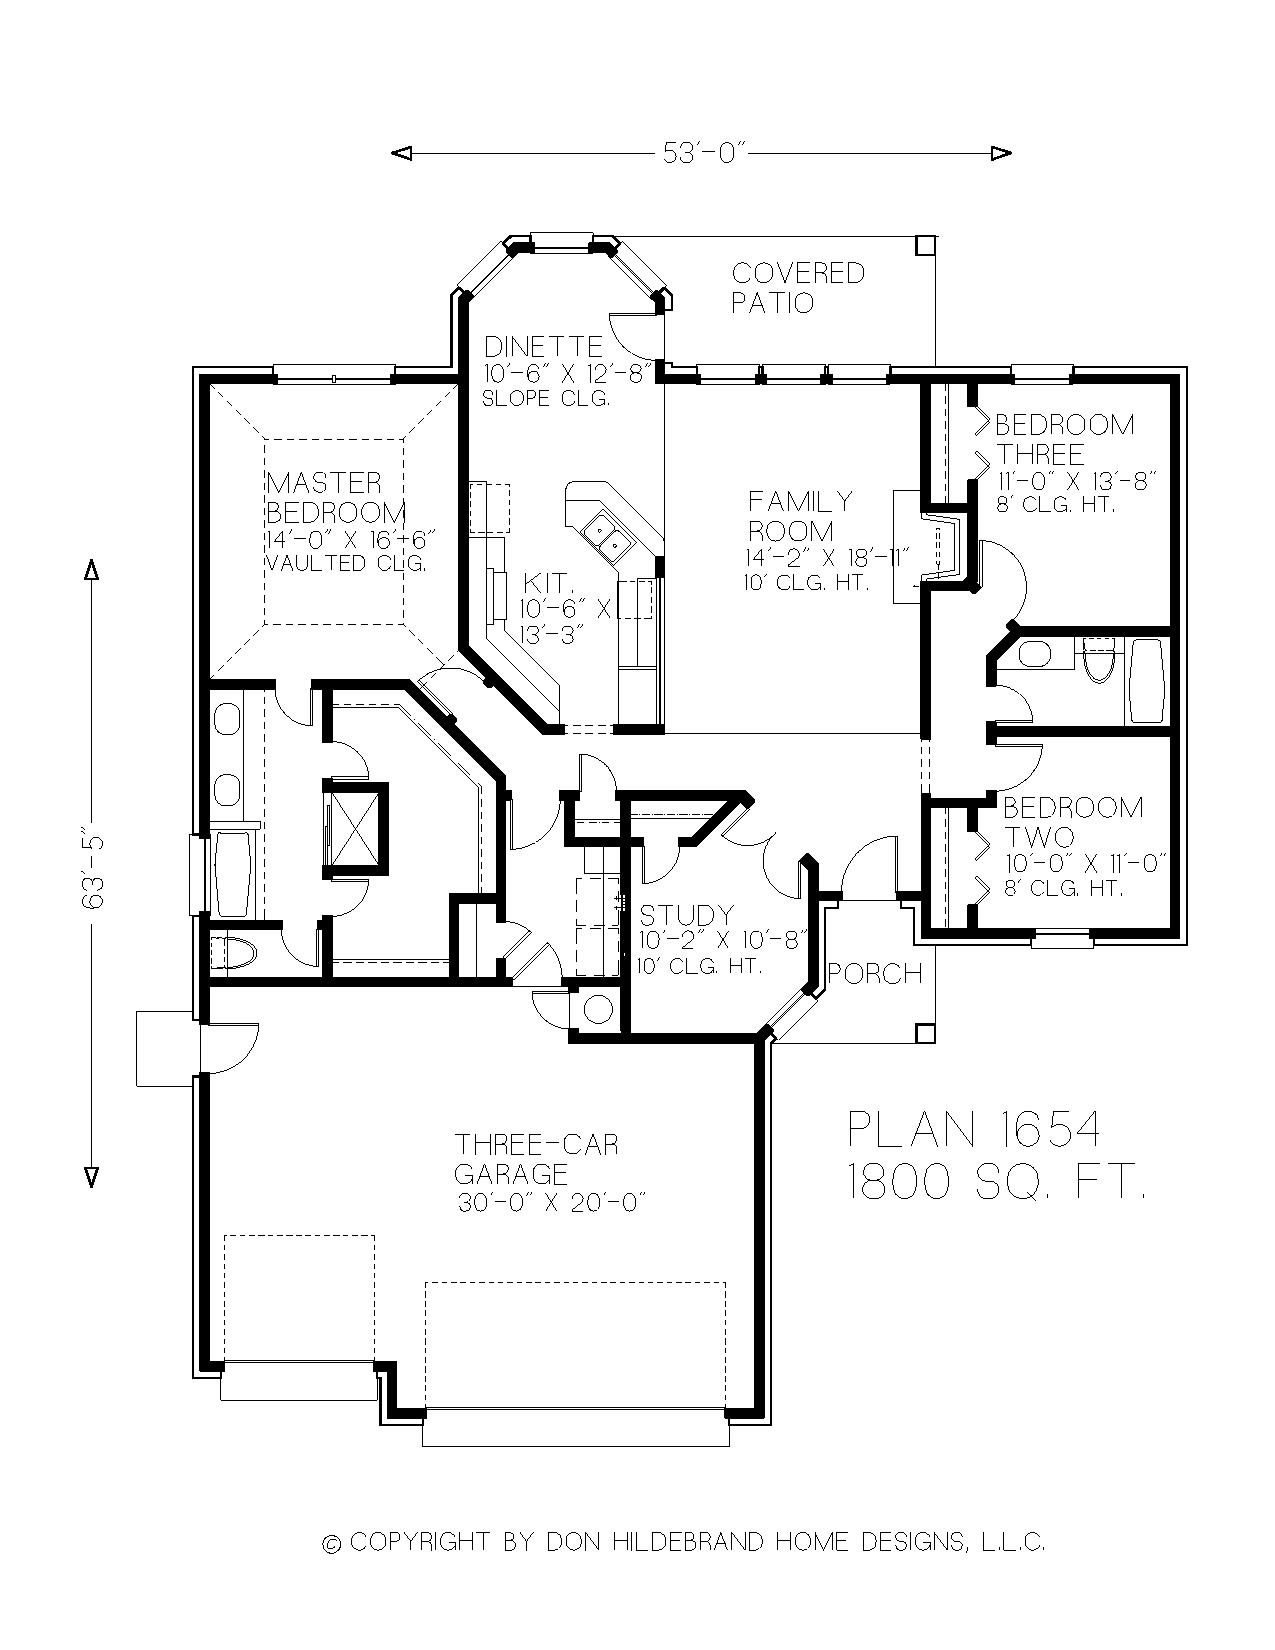 53'-0"
COVERED
PATIO
DINETTE
10'-6" X 12'-8"
SLOPE CLG.
BEDROOM
THREE
11'-0" X 13'-8"
8' CLG. HT.
MASTER
BEDROOM
14'-0" X 16'-6"
VAULTED CLG.
FAMILY
ROOM
14'-2" X 18'-11"
10' CLG. HT.
KIT.
10'-6" X
13'-3"
63'-5"
BEDROOM
TWO
10'-0" X 11'-0"
8' CLG. HT.
STUDY
10'-2" X 10'-8"
10' CLG. HT.
PORCH
THREE-CAR
GARAGE
30'-0" X 20'-0"
PLAN 1654
1800 SQ. FT.
© COPYRIGHT BY DON HILDEBRAND HOME DESIGNS, L.L.C.